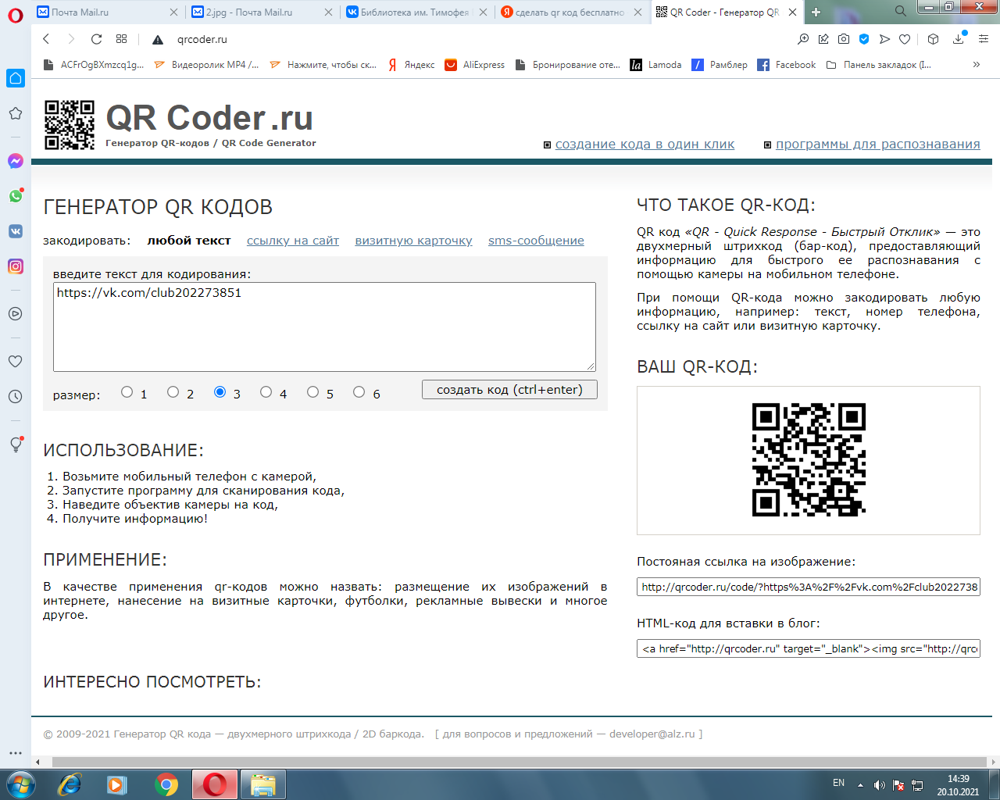 Почта Mail.ru
2.jpg - Почта Mail.ru
Библиотека им. Тимофея
сделать qr код бесплатно
QR Coder - Генератор QR
qrcoder.ru
ACFrOgBXmzcq1g...
Видеоролик MP4 /...
Нажмите, чтобы ск...
Яндекс
AliExpress
Бронирование оте...
Lamoda
Рамблер
Facebook
Панель закладок (I...
QR Coder.ru
Генератор QR-кодов / QR Code Generator
создание кода в один клик
программы для распознавания
ГЕНЕРАТОР QR КОДОВ
закодировать: любой текст ссылку на сайт визитную карточку sms-сообщение
введите текст для кодирования:
https://vk.com/club202273851
размер: 1 2 3 4 5 6
создать код (ctrl+enter)
ИСПОЛЬЗОВАНИЕ:
1. Возьмите мобильный телефон с камерой,
2. Запустите программу для сканирования кода,
3. Наведите объектив камеры на код,
4. Получите информацию!
ПРИМЕНЕНИЕ:
В качестве применения qr-кодов можно назвать: размещение их изображений в
интернете, нанесение на визитные карточки, футболки, рекламные вывески и многое
другое.
ИНТЕРЕСНО ПОСМОТРЕТЬ:
ЧТО ТАКОЕ QR-КОД:
QR код «QR - Quick Response - Быстрый Отклик» — это
двухмерный штрихкод (бар-код), предоставляющий
информацию для быстрого ее распознавания с
помощью камеры на мобильном телефоне.
При помощи QR-кода можно закодировать любую
информацию, например: текст, номер телефона,
ссылку на сайт или визитную карточку.
ВАШ QR-КОД:
Постояная ссылка на изображение:
http://qrcoder.ru/code/?https%3A%2F%2Fvk.com%2Fclub2022738
HTML-код для вставки в блог:
<a href="http://qrcoder.ru" target="_blank"><img src="http://qrco
© 2009-2021 Генератор QR кода — двухмерного штрихкода / 2D баркода. [ для вопросов и предложений — developer@alz.ru ]
EN
14:39
20.10.2021